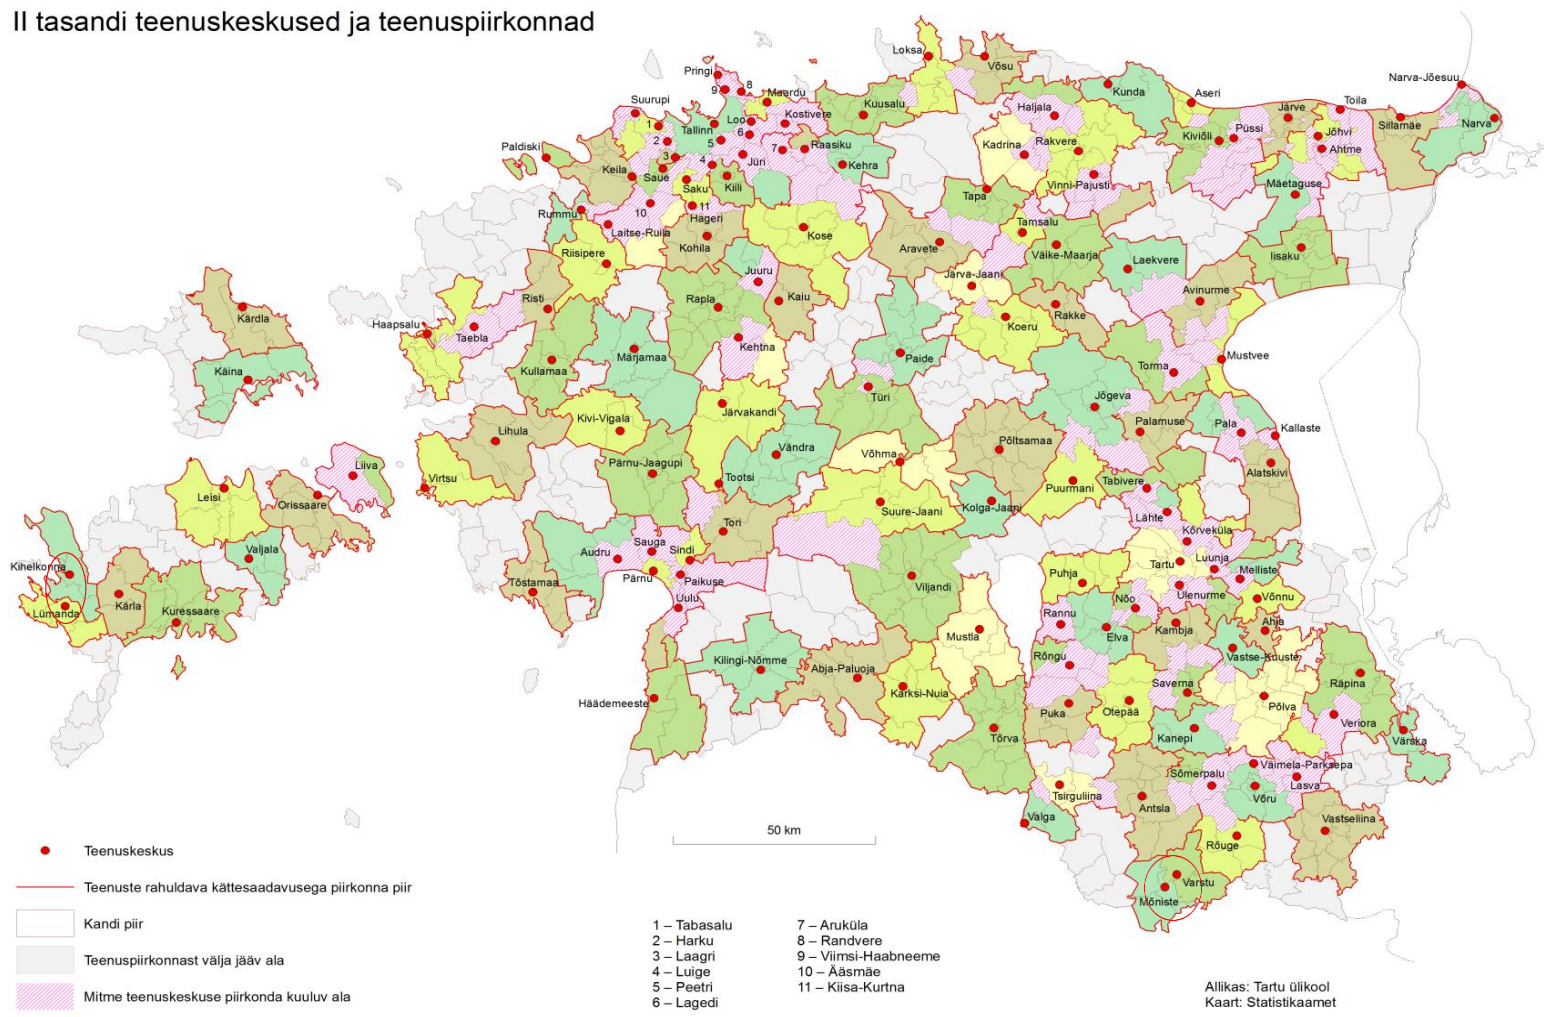 II tasandi teenuskeskused ja teenuspiirkonnad
Loksa
Võsu
Pringi
Narva-Jõesuu
9
8
Maardu
Kunda
Aseri
Suurupi
Kuusalu
Haljala
Järve
Toila
Loo
Kostivere
1
Tallinn
Sillamäe
Narva
6
Kiviõli
Püssi
Jõhvi
2
5
Kadrina
Rakvere
Ahtme
Paldiski
7
Raasiku
3
4
Jüri
Kehra
Keila
Saue
Saku
Kiili
Vinni-Pajusti
Mäetaguse
Tapa
Rummu
10
11
Hageri
Laitse-Ruila
Kohila
Kose
Tamsalu
Aravete
Väike-Maarja
Laekvere
Iisaku
Riisipere
Juuru
Järva-Jaani
Avinurme
Risti
Rapla
Kaiu
Kärdla
Rakke
Haapsalu
Taebla
Koeru
Kehtna
Märjamaa
Paide
Mustvee
Käina
Kullamaa
Torma
Türi
Jõgeva
Järvakandi
Kivi-Vigala
Palamuse
Pala
Kallaste
Lihula
Põltsamaa
Vändra
Võhma
Liiva
Pärnu-Jaagupi
Alatskivi
Virtsu
Tootsi
Puurmani
Tabivere
Leisi
Orissaare
Kolga-Jaani
Suure-Jaani
Lähte
Tori
Kõrveküla
Valjala
Audru
Sauga
Sindi
Tartu
Luunja
Kihelkonna
Melliste
Pärnu
Paikuse
Puhja
Tõstamaa
Viljandi
Kärla
Nõo
Ülenurme
Võnnu
Lümanda
Kuressaare
Uulu
Rannu
Ahja
Mustla
Elva
Kambja
Rõngu
Vastse-Kuuste
Kilingi-Nõmme
Abja-Paluoja
Saverna
Räpina
Karksi-Nuia
Häädemeeste
Puka
Otepää
Põlva
Veriora
Kanepi
Tõrva
Värska
Väimela-Parksepa
Sõmerpalu
Lasva
Tsirguliina
Antsla
Võru
Valga
Vastseliina
Rõuge
Varstu
Mõniste
50 km
Teenuskeskus
Teenuste rahuldava kättesaadavusega piirkonna piir
Kandi piir
Teenuspiirkonnast välja jääv ala
Mitme teenuskeskuse piirkonda kuuluv ala
1 – Tabasalu
2 – Harku
3 – Laagri
4 – Luige
5 – Peetri
6 – Lagedi
7 – Aruküla
8 – Randvere
9 – Viimsi-Haabneeme
10 – Ääsmäe
11 – Kiisa-Kurtna
Allikas: Tartu ülikool
Kaart: Statistikaamet